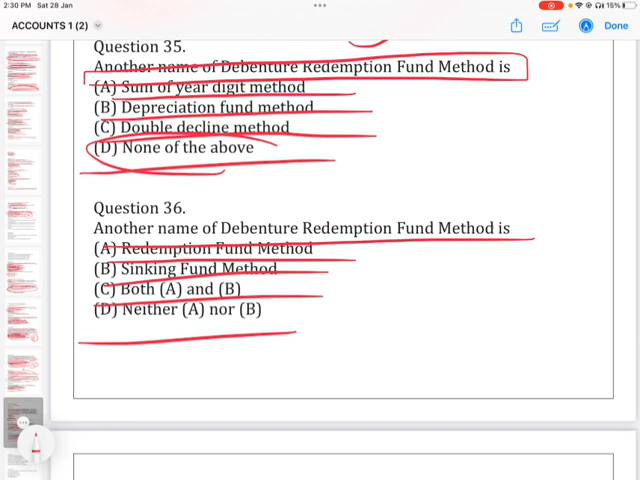 2:30 PM Sat 28 Jan
15%
ACCOUNTS 1 (2)
Done
Question 35.
Another name of Debenture Redemption Fund Method is
(A) Sum of year digit method
(B) Depreciation fund method
(C) Double decline method
(D) None of the above
Question 36.
Another name of Debenture Redemption Fund Method is
(A) Redemption Fund Method
(B) Sinking Fund Method
(C) Both (A) and (B)
(D) Neither (A) nor (B)